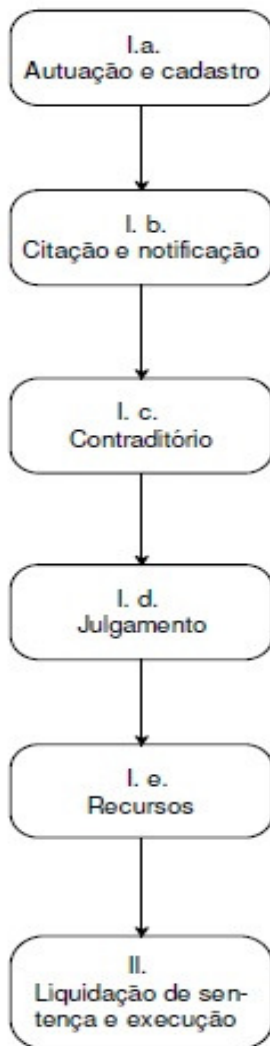 I.a.
Autuação e cadastro
I. b.
Citação e notificação
I. c.
Contraditório
I. d.
Julgamento
I. e.
Recursos
II.
Liquidação de sen-
tença e execução